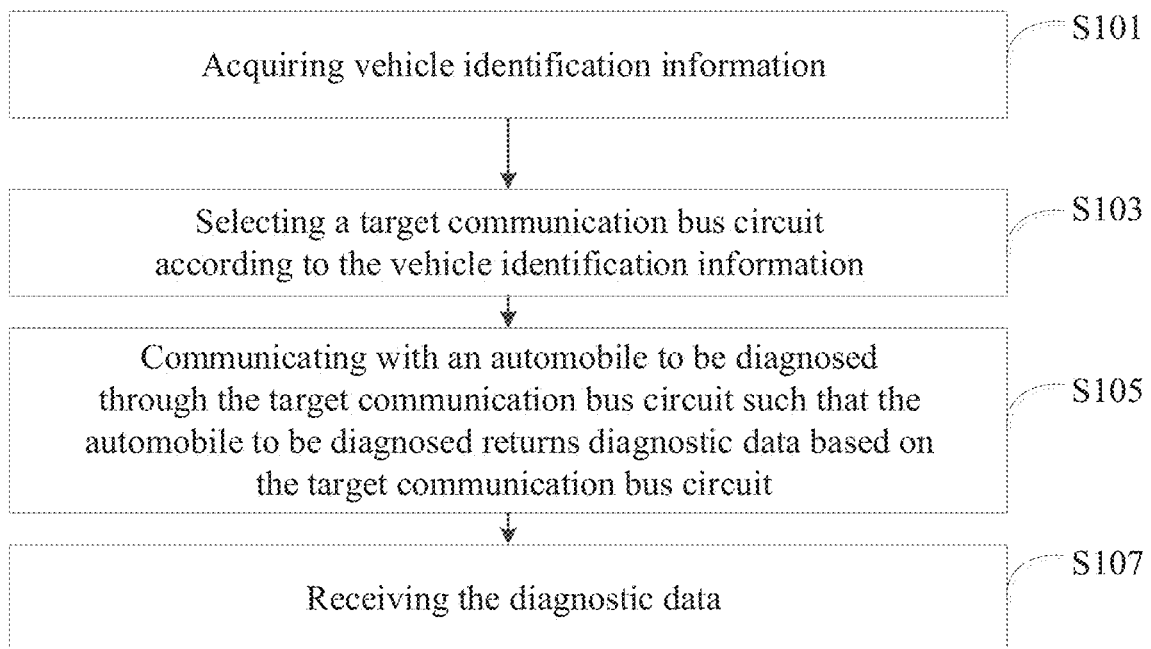 Acquiring vehicle identification information
S101
Selecting a target communication bus circuit
according to the vehicle identification information
S103
Communicating with an automobile to be diagnosed
through the target communication bus circuit such that the
automobile to be diagnosed returns diagnostic data based on
the target communication bus circuit
S105
Receiving the diagnostic data
S107